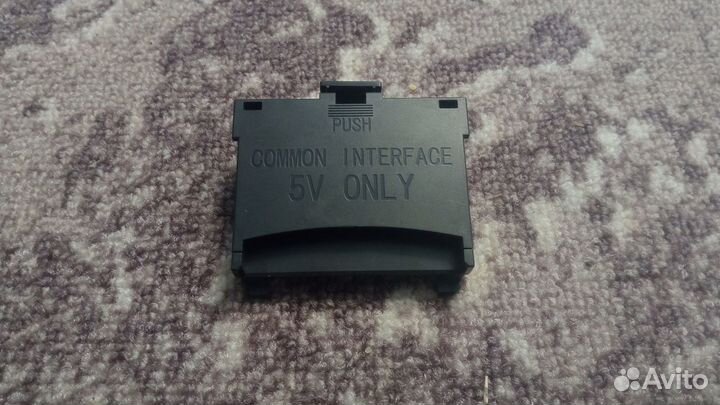 PUSH
COMMON INTERFACE
5V ONLY
Avito